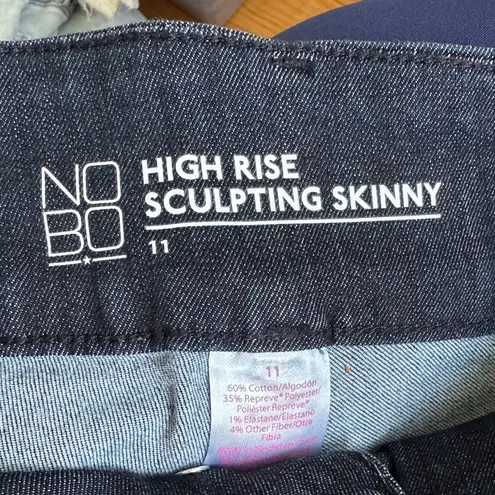 NO
BO
HIGH RISE
SCULPTING SKINNY
11
11
60% Cotton/Algodón
35% Repreve® Polyester/
Poliéster Repreve®
1% Elastane/Elastano
4% Other Fiber/Otra
Fibra